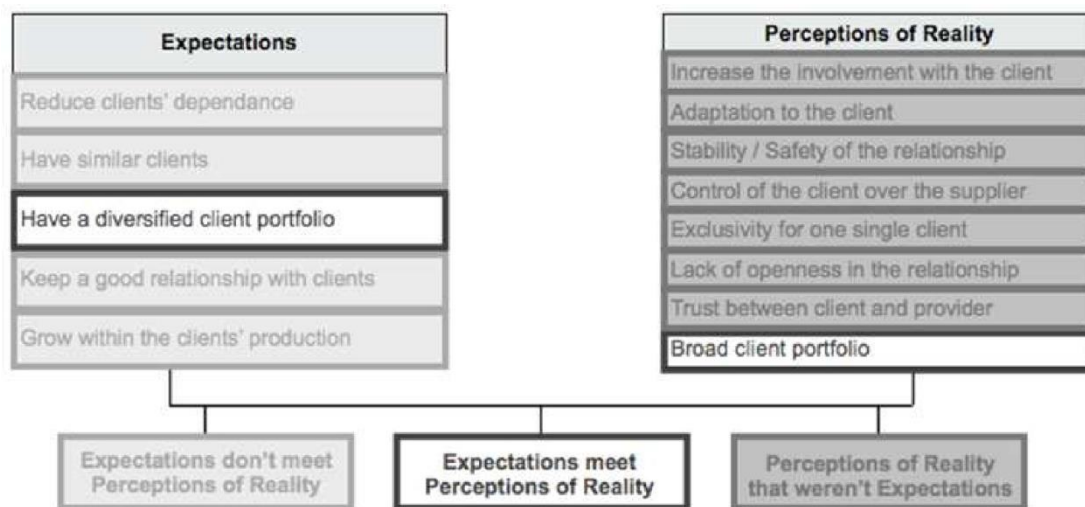 Expectations
Reduce clients' dependance
Have similar clients
Have a diversified client portfolio
Keep a good relationship with clients
Grow within the clients' production
Perceptions of Reality
Increase the involvement with the client
Adaptation to the client
Stability / Safety of the relationship
Control of the client over the supplier
Exclusivity for one single client
Lack of openness in the relationship
Trust between client and provider
Broad client portfolio
Expectations don't meet
Perceptions of Reality
Expectations meet
Perceptions of Reality
Perceptions of Reality
that weren't Expectations